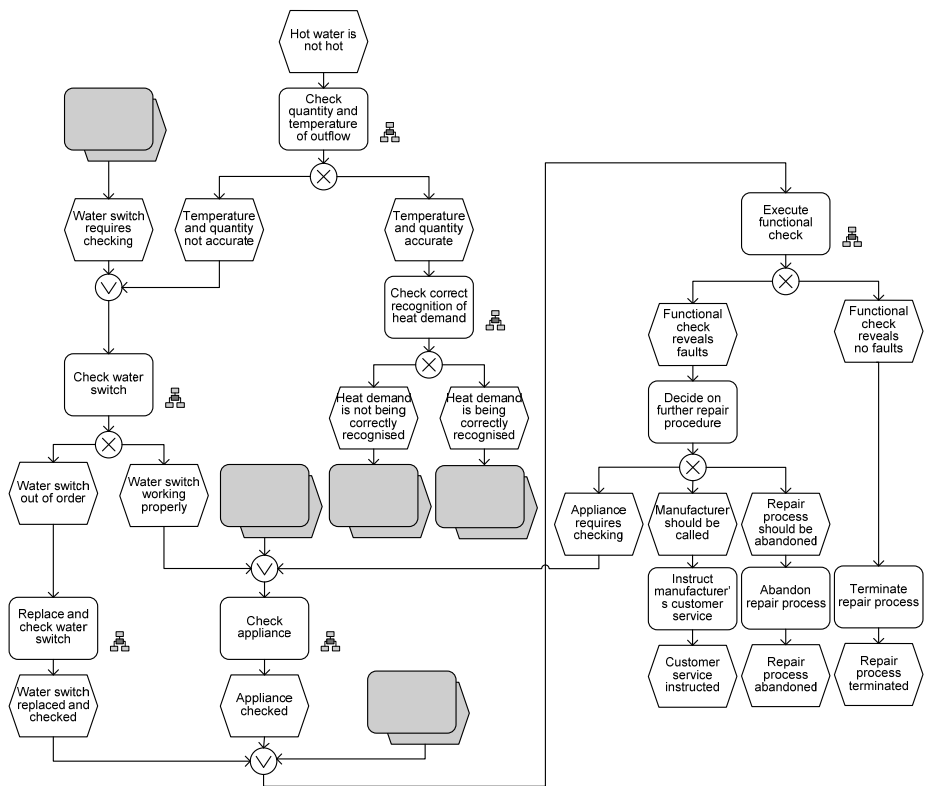 Hot water is
not hot
Check
quantity and
temperature
of outflow
Water switch
requires
checking
Temperature
and quantity
not accurate
Temperature
and quantity
accurate
Execute
functional
check
Check correct
recognition of
heat demand
Functional
check
reveals
faults
Functional
check
reveals
no faults
Check water
switch
Heat demand
is not being
correctly
recognised
Heat demand
is being
correctly
recognised
Decide on
further repair
procedure
Water switch
out of order
Water switch
working
properly
Appliance
requires
checking
Manufacturer
should be
called
Repair
process
should be
abandoned
Replace and
check water
switch
Check
appliance
Instruct
manufacturer'
s customer
service
Abandon
repair process
Terminate
repair process
Water switch
replaced and
checked
Appliance
checked
Customer
service
instructed
Repair
process
abandoned
Repair
process
terminated